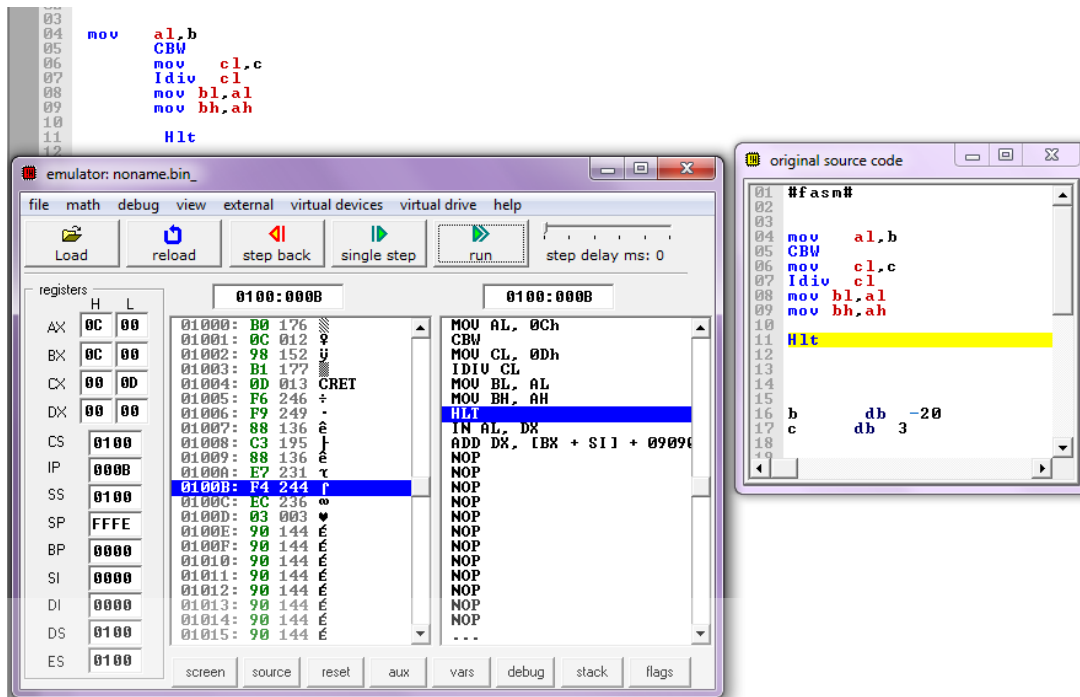 03
04 mov al,b
05 CBW
06 mov cl,c
07 Idiv cl
08 mov bl,al
09 mov bh,ah
10
11 Hlt
12
emulator: noname.bin_
file math debug view external virtual devices virtual drive help
Load reload step back single step run step delay ms: 0
registers
H L
0100:000B 0100:000B
AX 0C 00
BX 0C 00
CX 00 0D
DX 00 00
CS 0100
IP 000B
SS 0100
SP FFFE
BP 0000
SI 0000
DI 0000
DS 0100
ES 0100
01000: B0 176 ▒
01001: 0C 012 ♀
01002: 98 152 ÿ
01003: B1 177 ▒
01004: 0D 013 CRET
01005: F6 246 ÷
01006: F9 249 ·
01007: 88 136 ê
01008: C3 195 ├
01009: 88 136 ê
0100A: E7 231 τ
0100B: F4 244 ⌠
0100C: EC 236 ∞
0100D: 03 003 ♥
0100E: 90 144 É
0100F: 90 144 É
01010: 90 144 É
01011: 90 144 É
01012: 90 144 É
01013: 90 144 É
01014: 90 144 É
01015: 90 144 É
MOV AL, 0Ch
CBW
MOV CL, 0Dh
IDIV CL
MOV BL, AL
MOV BH, AH
HLT
IN AL, DX
ADD DX, [BX + SI] + 09090
NOP
NOP
NOP
NOP
NOP
NOP
NOP
NOP
NOP
NOP
NOP
NOP
...
screen source reset aux vars debug stack flags
original source code
01 #fasm#
02
03
04 mov al,b
05 CBW
06 mov cl,c
07 Idiv cl
08 mov bl,al
09 mov bh,ah
10
11 Hlt
12
13
14
15
16 b db -20
17 c db 3
18
19